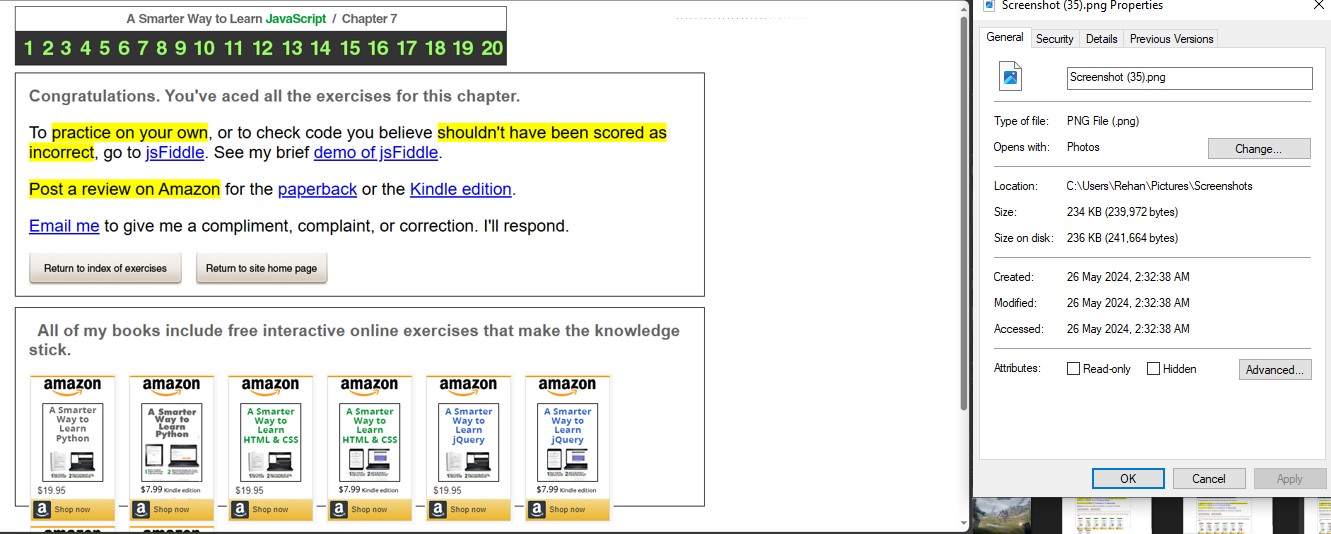 A Smarter Way to Learn JavaScript / Chapter 7
1 2 3 4 5 6 7 8 9 10 11 12 13 14 15 16 17 18 19 20
Congratulations. You've aced all the exercises for this chapter.
To practice on your own, or to check code you believe shouldn't have been scored as
incorrect, go to jsFiddle. See my brief demo of jsFiddle.
Post a review on Amazon for the paperback or the Kindle edition.
Email me to give me a compliment, complaint, or correction. I'll respond.
Return to index of exercises Return to site home page
All of my books include free interactive online exercises that make the knowledge
stick.
amazon
A Smarter
Way to
Learn
Python
$19.95
Shop now
amazon
A Smarter
Way to
Learn
Python
$7.99 Kindle edition
Shop now
amazon
A Smarter
Way to
Learn
HTML & CSS
$19.95
Shop now
amazon
A Smarter
Way to
Learn
HTML & CSS
$7.99 Kindle edition
Shop now
amazon
A Smarter
Way to
Learn
jQuery
$19.95
Shop now
amazon
A Smarter
Way to
Learn
jQuery
$7.99 Kindle edition
Shop now
Screenshot (35).png Properties
General Security Details Previous Versions
Screenshot (35).png
Type of file: PNG File (.png)
Opens with: Photos Change...
Location: C:\Users\Rehan\Pictures\Screenshots
Size: 234 KB (239,972 bytes)
Size on disk: 236 KB (241,664 bytes)
Created: 26 May 2024, 2:32:38 AM
Modified: 26 May 2024, 2:32:38 AM
Accessed: 26 May 2024, 2:32:38 AM
Attributes: Read-only Hidden Advanced...
OK Cancel Apply